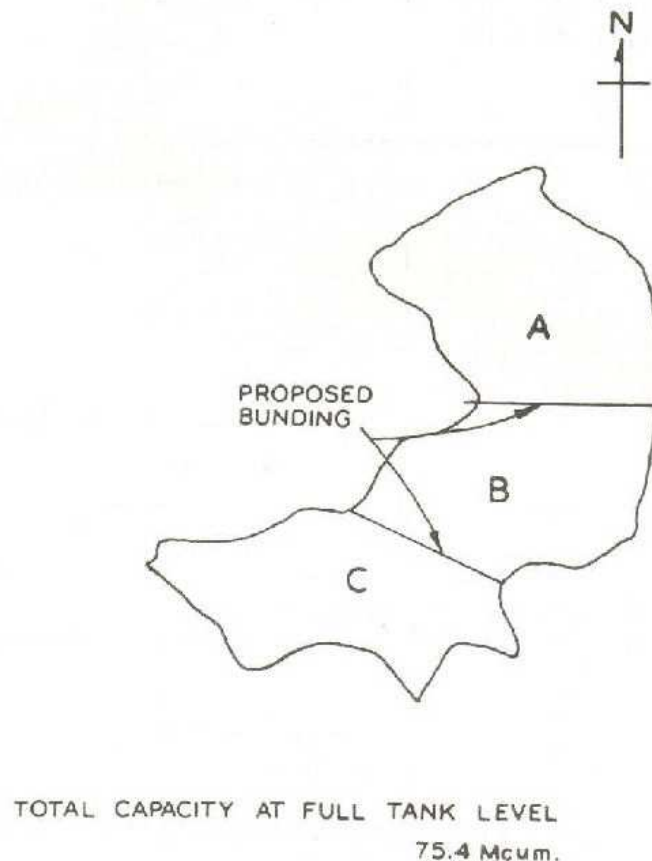 N
A
PROPOSED
BUNDING
B
C
TOTAL CAPACITY AT FULL TANK LEVEL
75.4 Mcum.